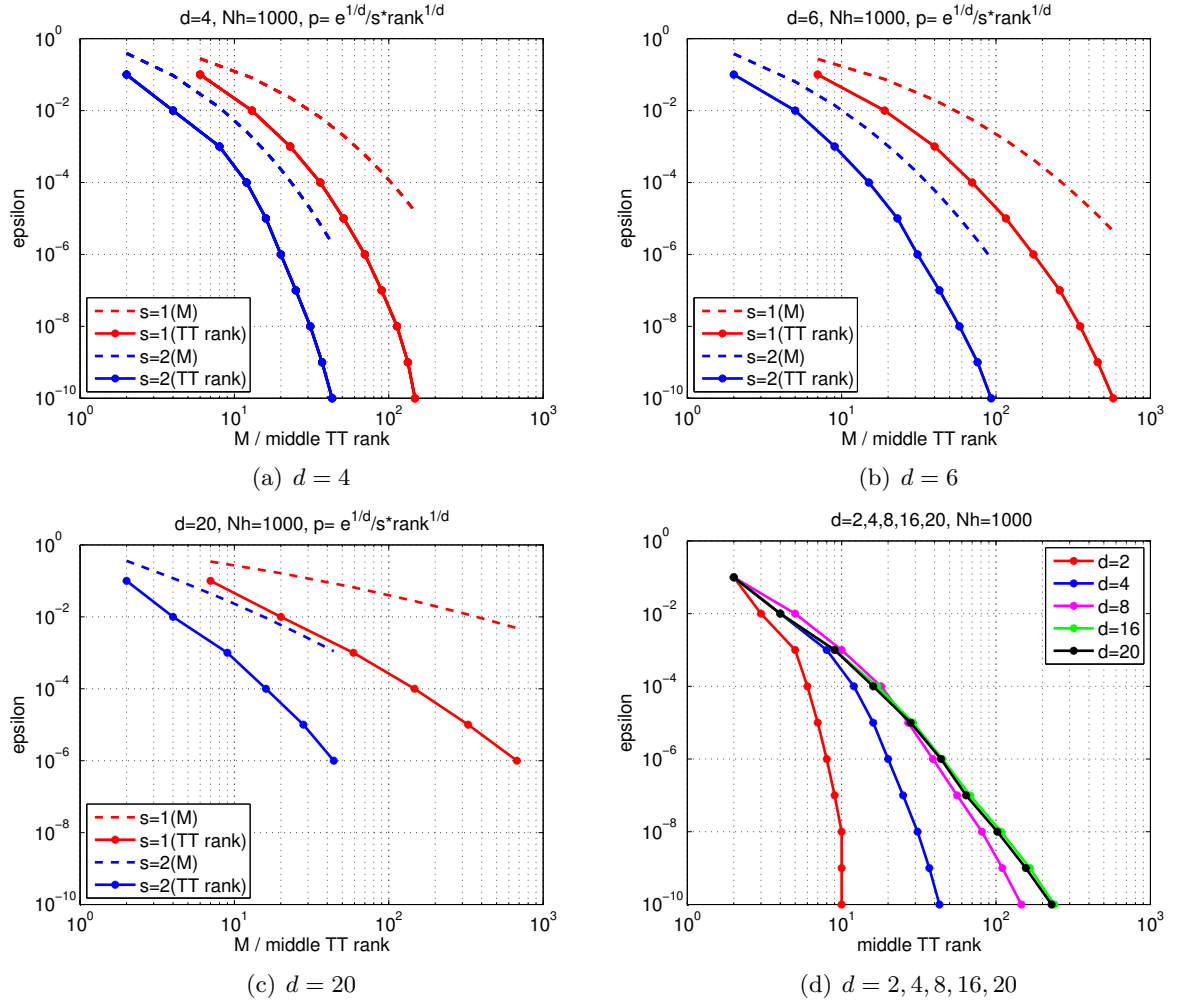 d=4, Nh=1000, p= e^{1/d}/s*rank^{1/d}
10^0
10^{-2}
10^{-4}
10^{-6}
10^{-8}
10^{-10}
epsilon
s=1(M)
s=1(TT rank)
s=2(M)
s=2(TT rank)
10^0 10^1 10^2 10^3
M / middle TT rank
(a) d = 4
d=6, Nh=1000, p= e^{1/d}/s*rank^{1/d}
10^0
10^{-2}
10^{-4}
10^{-6}
10^{-8}
10^{-10}
epsilon
s=1(M)
s=1(TT rank)
s=2(M)
s=2(TT rank)
10^0 10^1 10^2 10^3
M / middle TT rank
(b) d = 6
d=20, Nh=1000, p= e^{1/d}/s*rank^{1/d}
10^0
10^{-2}
10^{-4}
10^{-6}
10^{-8}
10^{-10}
epsilon
s=1(M)
s=1(TT rank)
s=2(M)
s=2(TT rank)
10^0 10^1 10^2 10^3
M / middle TT rank
(c) d = 20
d=2,4,8,16,20, Nh=1000
10^0
10^{-2}
10^{-4}
10^{-6}
10^{-8}
10^{-10}
epsilon
d=2
d=4
d=8
d=16
d=20
10^0 10^1 10^2 10^3
middle TT rank
(d) d = 2, 4, 8, 16, 20